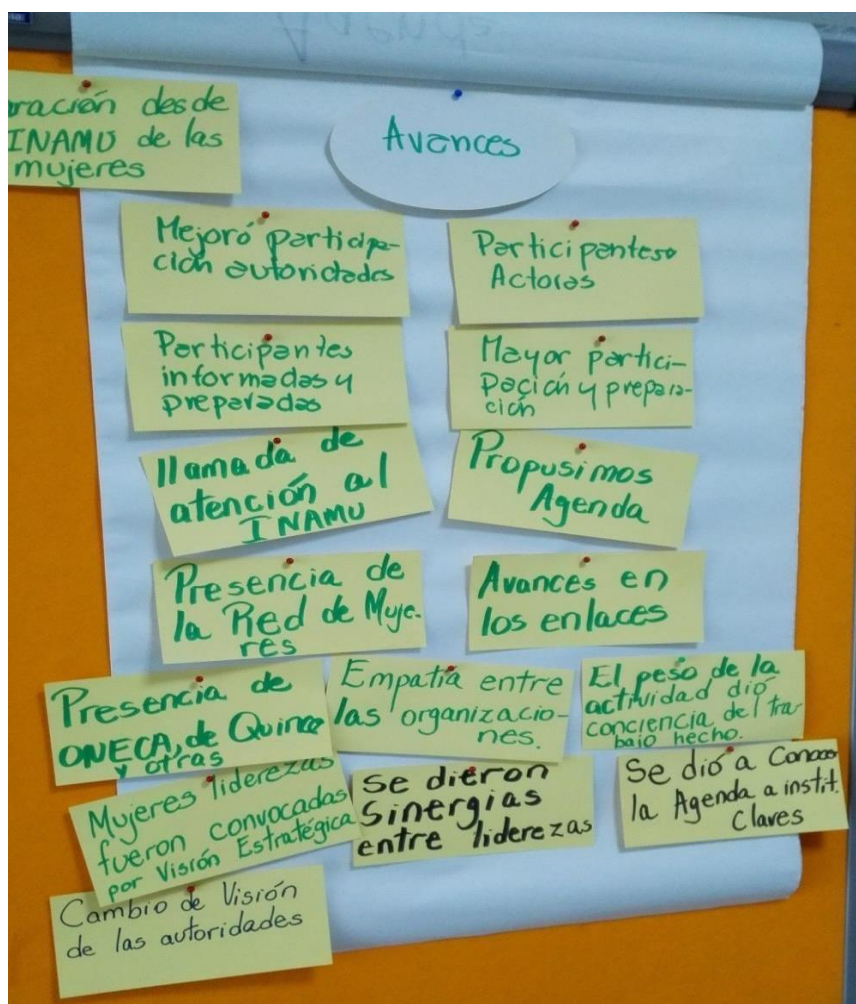 Agenda
ración desde
INAMU de las
mujeres
Avances
Mejoró participa-
ción autoridades
Participantes o
Actoras
Participantes
informadas y
preparadas
Mayor partici-
pación y prepara-
ción
llamada de
atención al
INAMU
Propusimos
Agenda
Presencia de
la Red de Muje.
res
Avances en
los enlaces
Presencia de
ONECA, de Quince
y otras
Empatía entre
las organizacio-
nes.
El peso de la
actividad dió
conciencia del tra-
bajo hecho.
Mujeres liderezas
fueron convocadas
por Visión Estratégica
Se dieron
Sinergias
entre liderezas
Se dió a Conocer
la Agenda a instit.
Claves
Cambio de Visión
de las autoridades